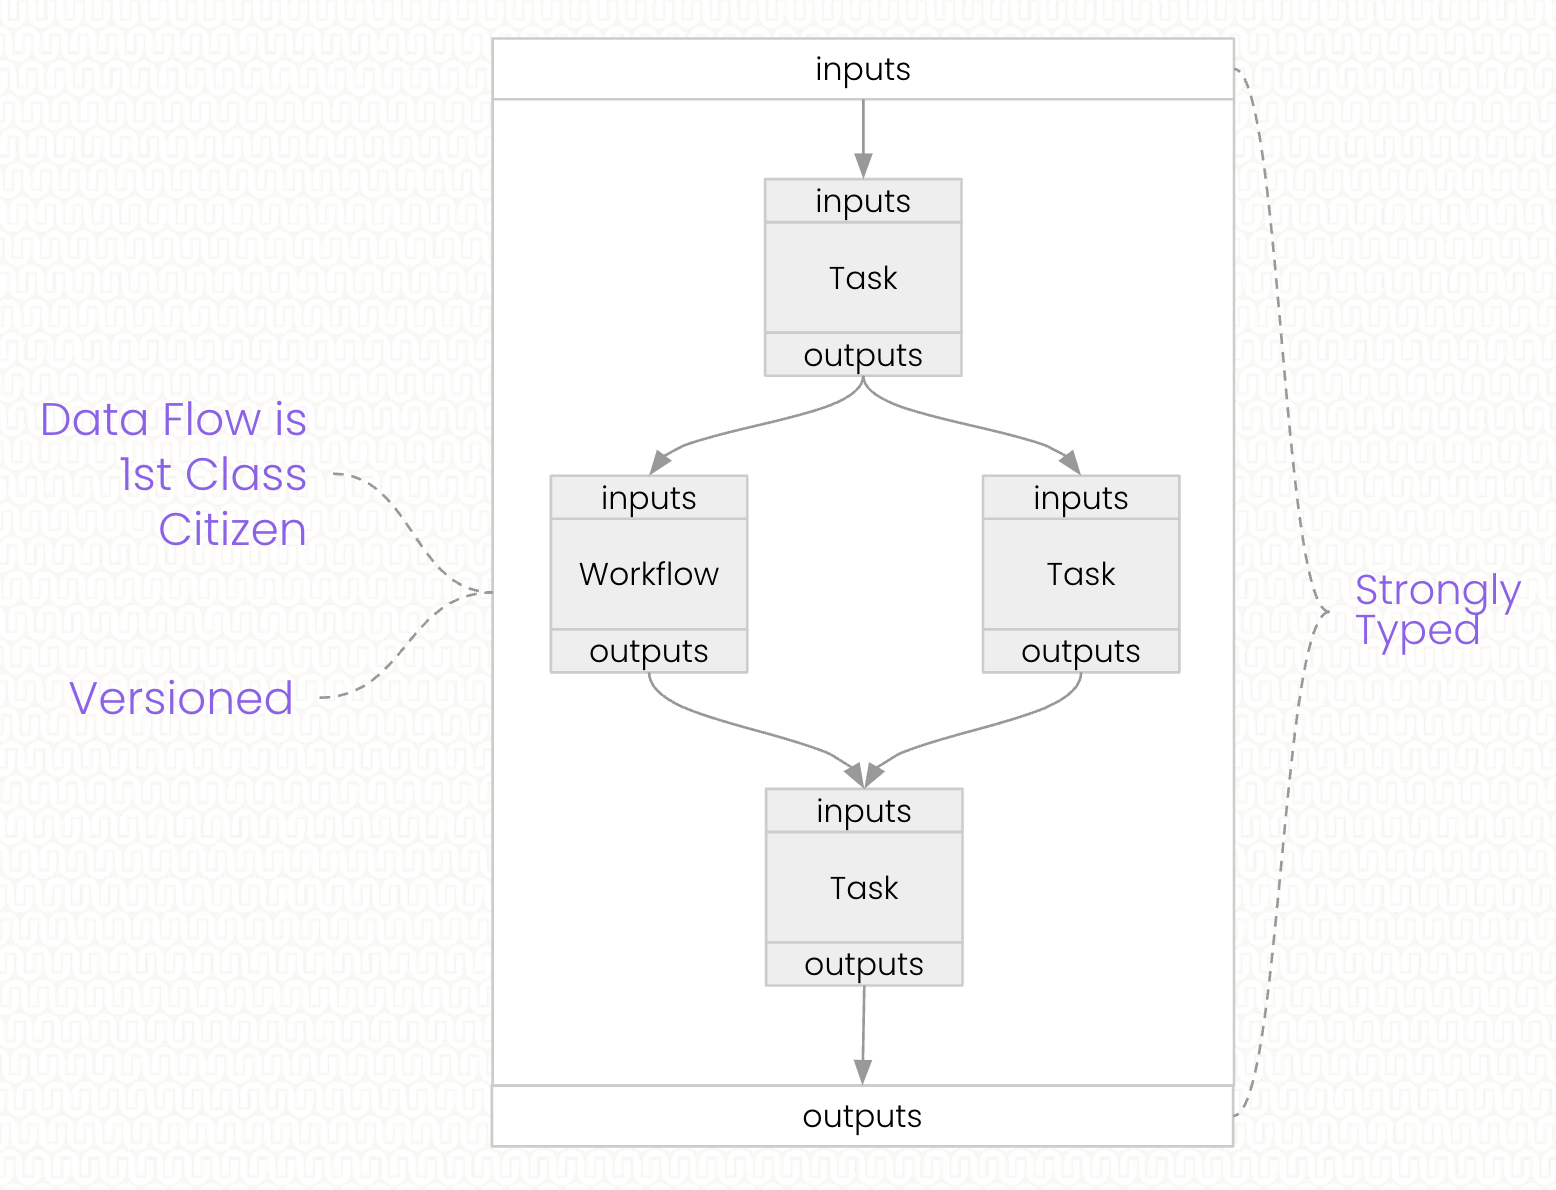 inputs
inputs
Task
outputs
Data Flow is
1st Class
Citizen
inputs
Workflow
outputs
inputs
Task
outputs
Strongly
Typed
Versioned
inputs
Task
outputs
outputs